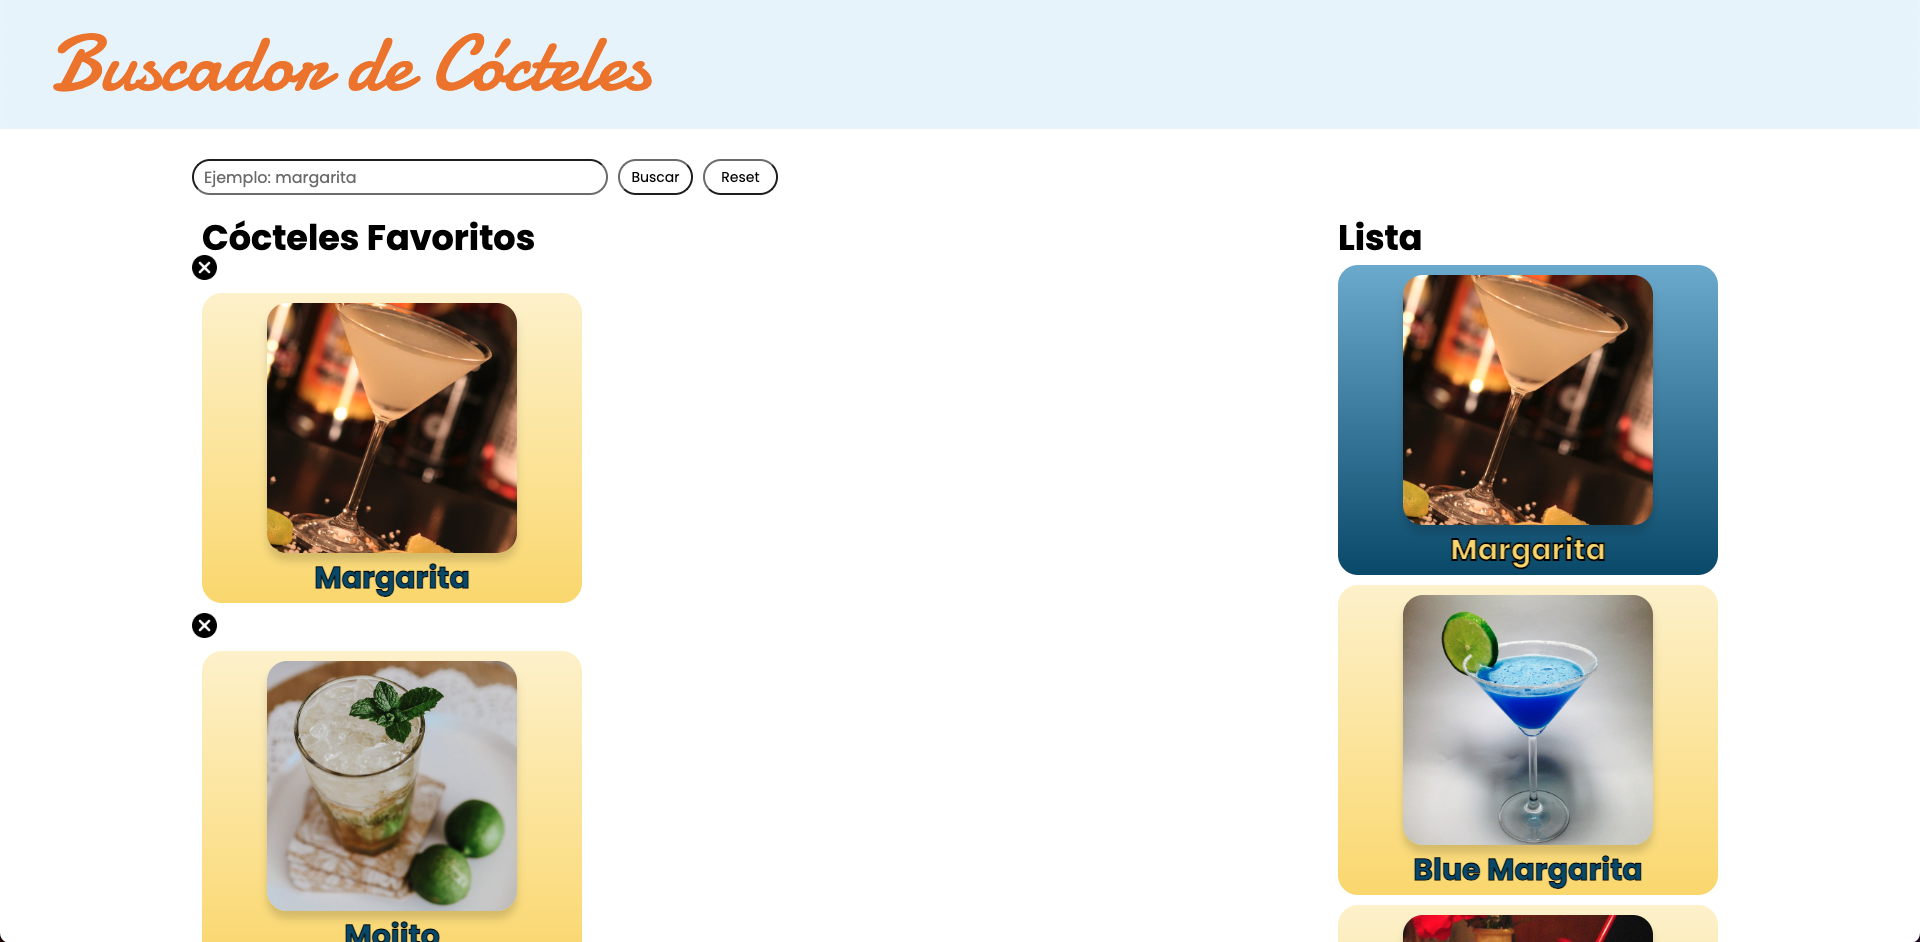 Buscador de Cócteles
Ejemplo: margarita
Buscar
Reset
Cócteles Favoritos
Margarita
Mojito
Lista
Margarita
Blue Margarita